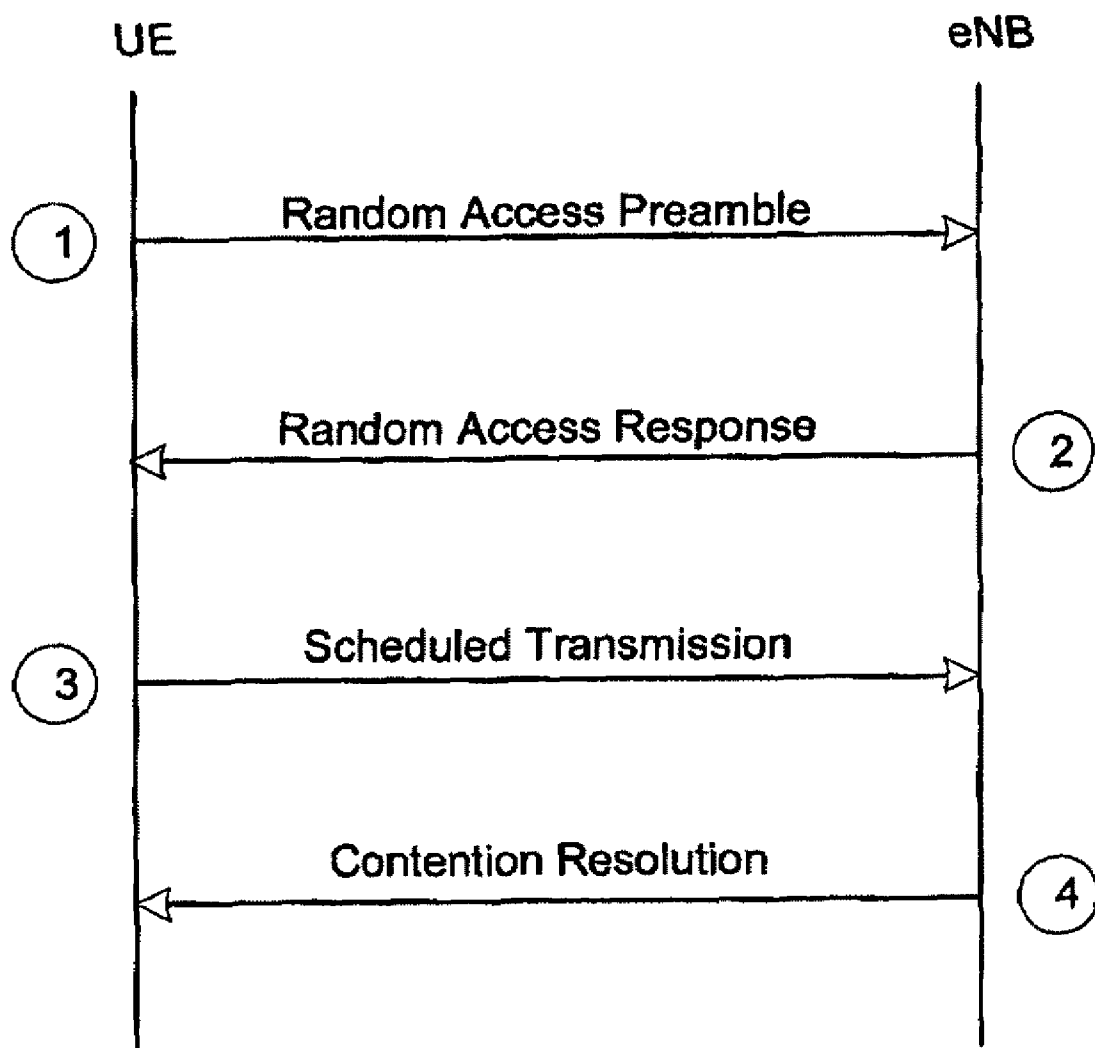 UE
eNB
Random Access Preamble
1
Random Access Response
2
Scheduled Transmission
3
Contention Resolution
4